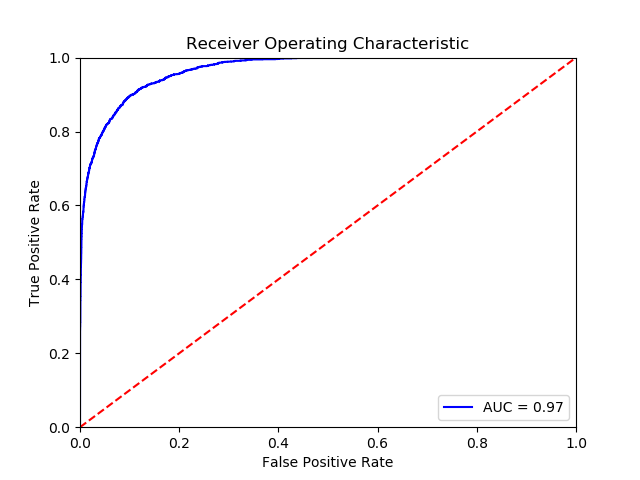 Receiver Operating Characteristic
True Positive Rate
1.0
0.8
0.6
0.4
0.2
0.0
AUC = 0.97
0.0 0.2 0.4 0.6 0.8 1.0
False Positive Rate